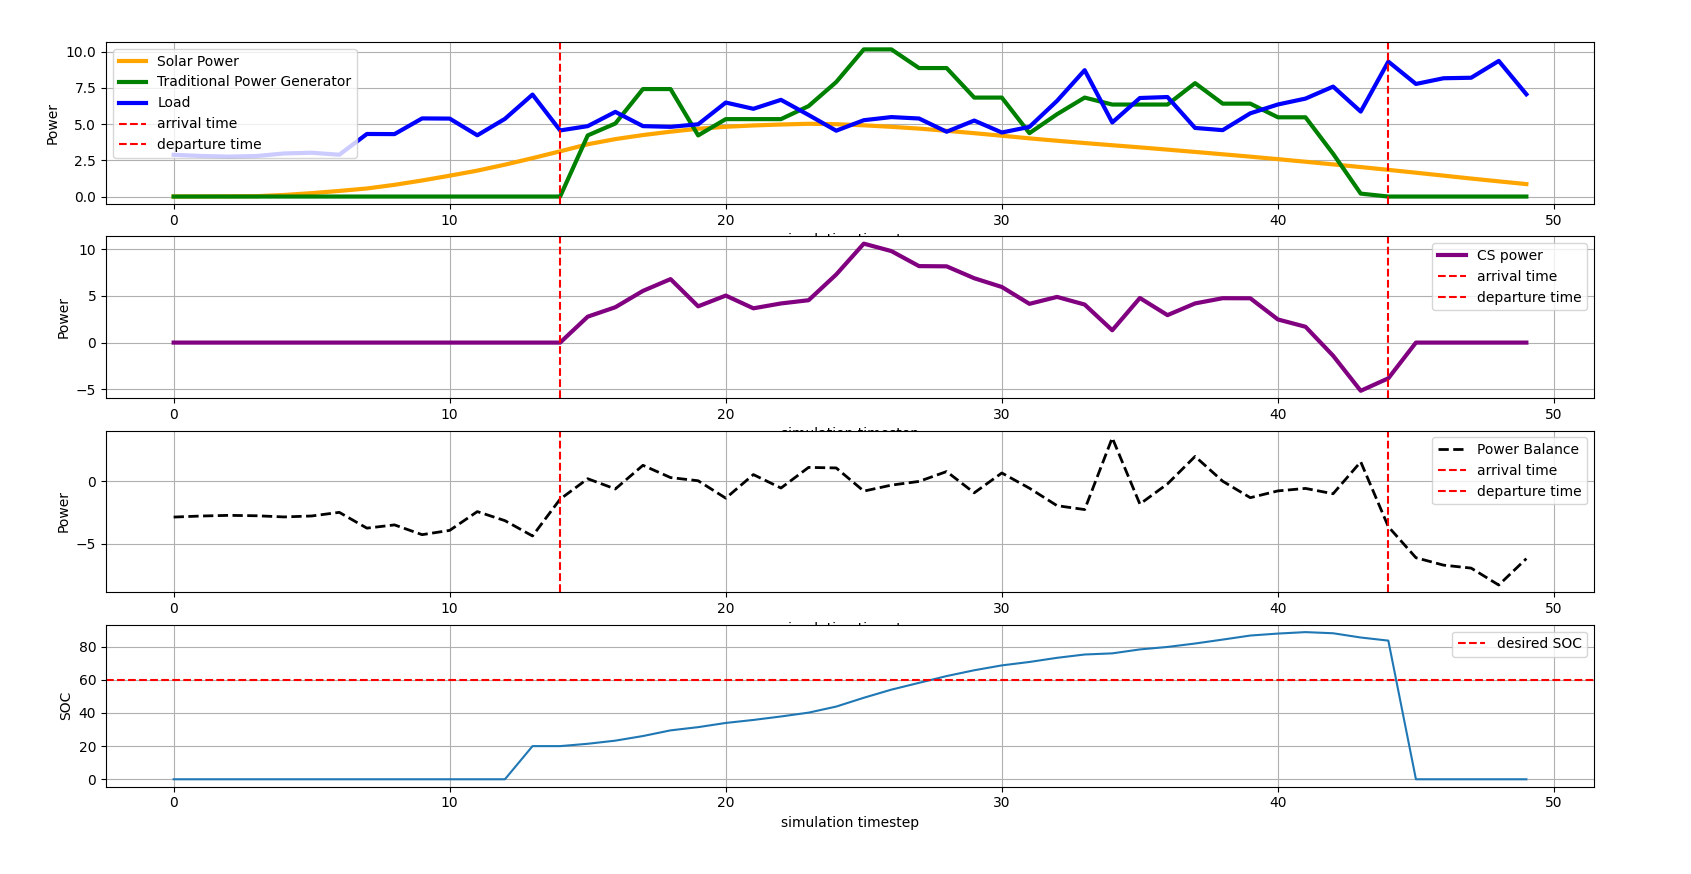 10.0
7.5
5.0
2.5
0.0
Power
Solar Power
Traditional Power Generator
Load
arrival time
departure time
0 10 20 30 40 50
10
5
0
−5
Power
CS power
arrival time
departure time
0 10 20 30 40 50
simulation timestep
0
−5
Power
Power Balance
arrival time
departure time
0 10 20 30 40 50
80
60
40
20
0
SOC
desired SOC
0 10 20 30 40 50
simulation timestep